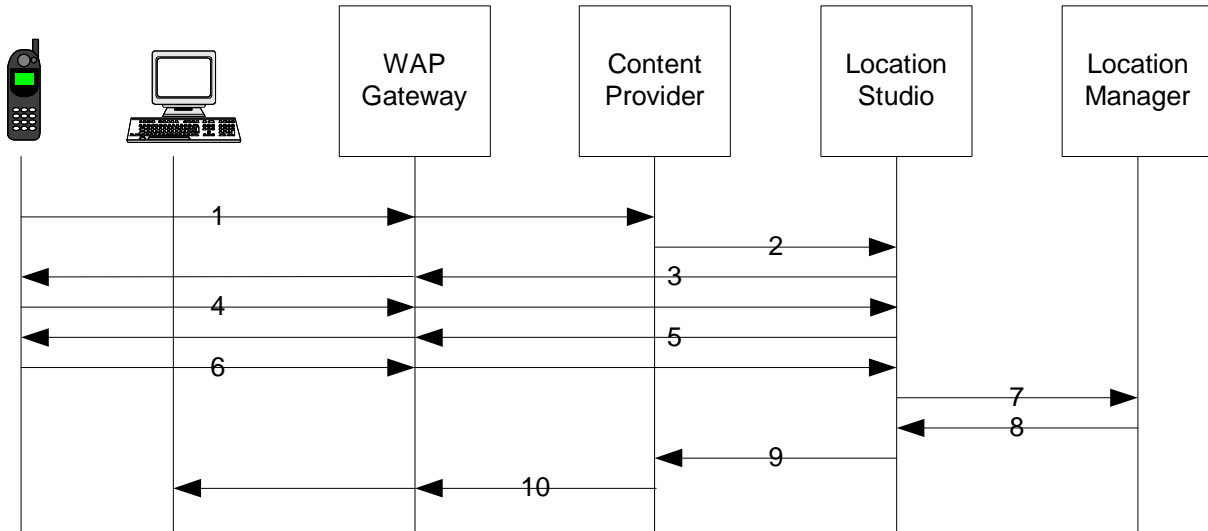 WAP
Gateway
Content
Provider
Location
Studio
Location
Manager
1
2
3
4
5
6
7
8
9
10